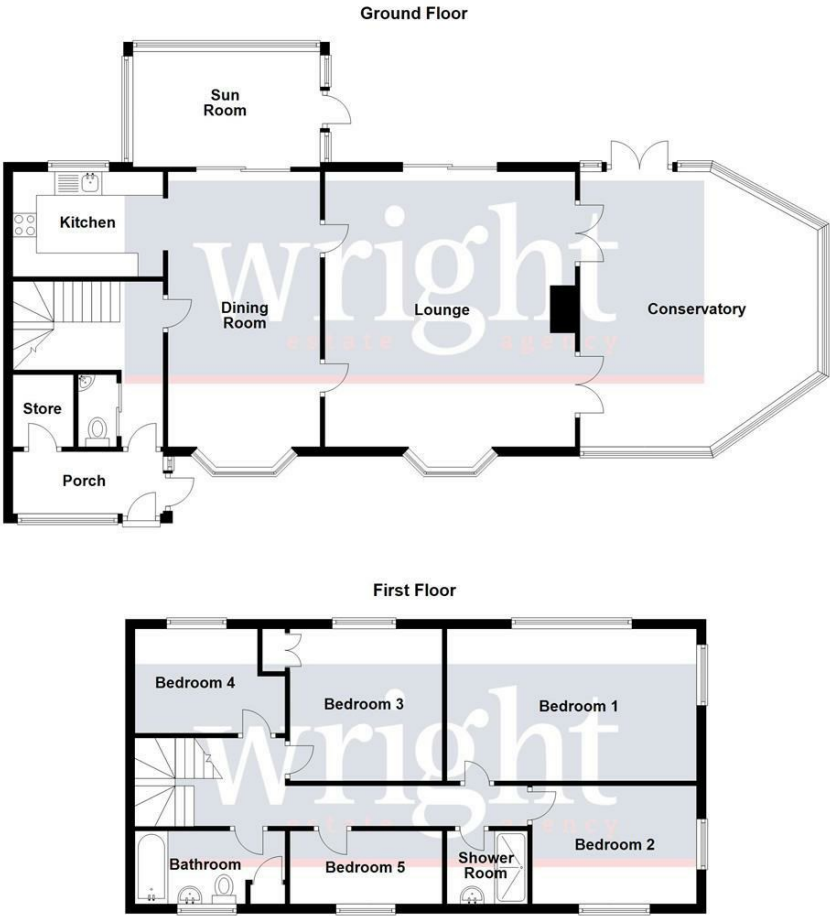 Ground Floor
Sun
Room
Kitchen
Dining
Room
Lounge
Conservatory
wright
estate agency
Store
Porch
First Floor
Bedroom 4
Bedroom 3
Bedroom 1
wright
estate agency
Bathroom
Bedroom 5
Shower
Room
Bedroom 2